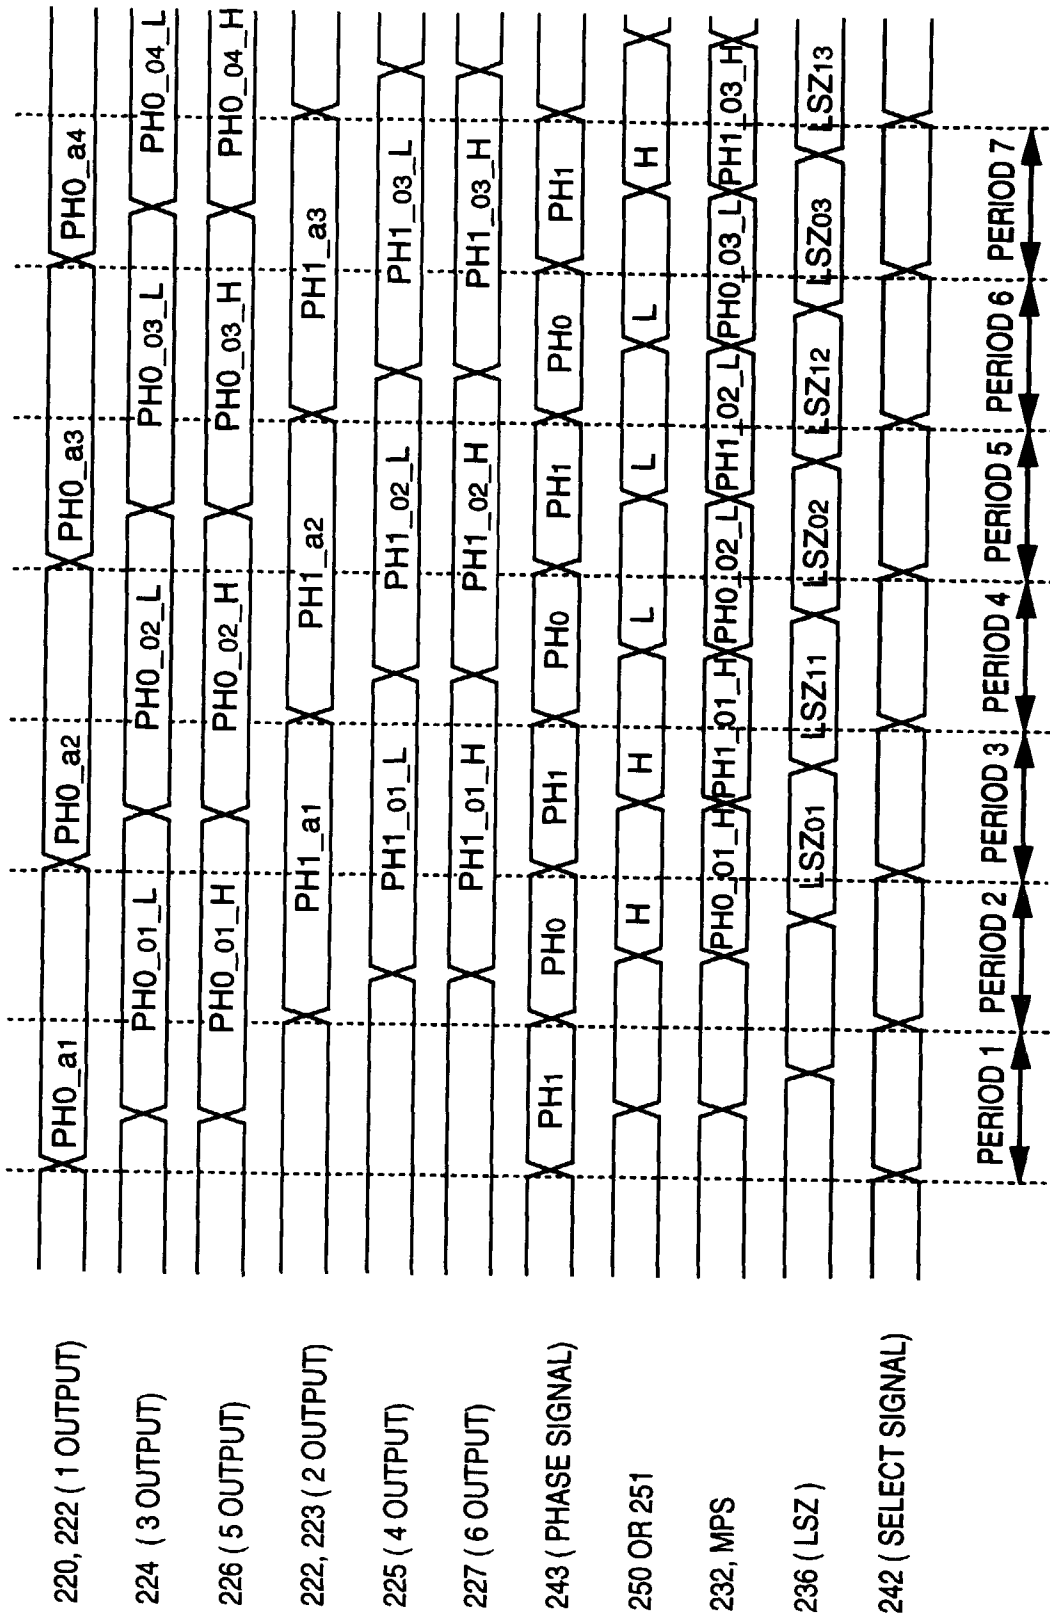 220, 222 ( 1 OUTPUT) PH0_a1 PH0_a2 PH0_a3 PH0_a4
224 ( 3 OUTPUT) PH0_01_L PH0_02_L PH0_03_L PH0_04_L
226 ( 5 OUTPUT) PH0_01_H PH0_02_H PH0_03_H PH0_04_H
222, 223 ( 2 OUTPUT) PH1_a1 PH1_a2 PH1_a3
225 ( 4 OUTPUT) PH1_01_L PH1_02_L PH1_03_L
227 ( 6 OUTPUT) PH1_01_H PH1_02_H PH1_03_H
243 ( PHASE SIGNAL) PH1 PH0 PH1 PH0 PH1 PH0 PH1
250 OR 251 H H L L L H
232, MPS PH0_01_H PH1_01_H PH0_02_L PH1_02_L PH0_03_L PH1_03_H
236 ( LSZ ) LSZ01 LSZ11 LSZ02 LSZ12 LSZ03 LSZ13
242 ( SELECT SIGNAL)
PERIOD 1 PERIOD 2 PERIOD 3 PERIOD 4 PERIOD 5 PERIOD 6 PERIOD 7